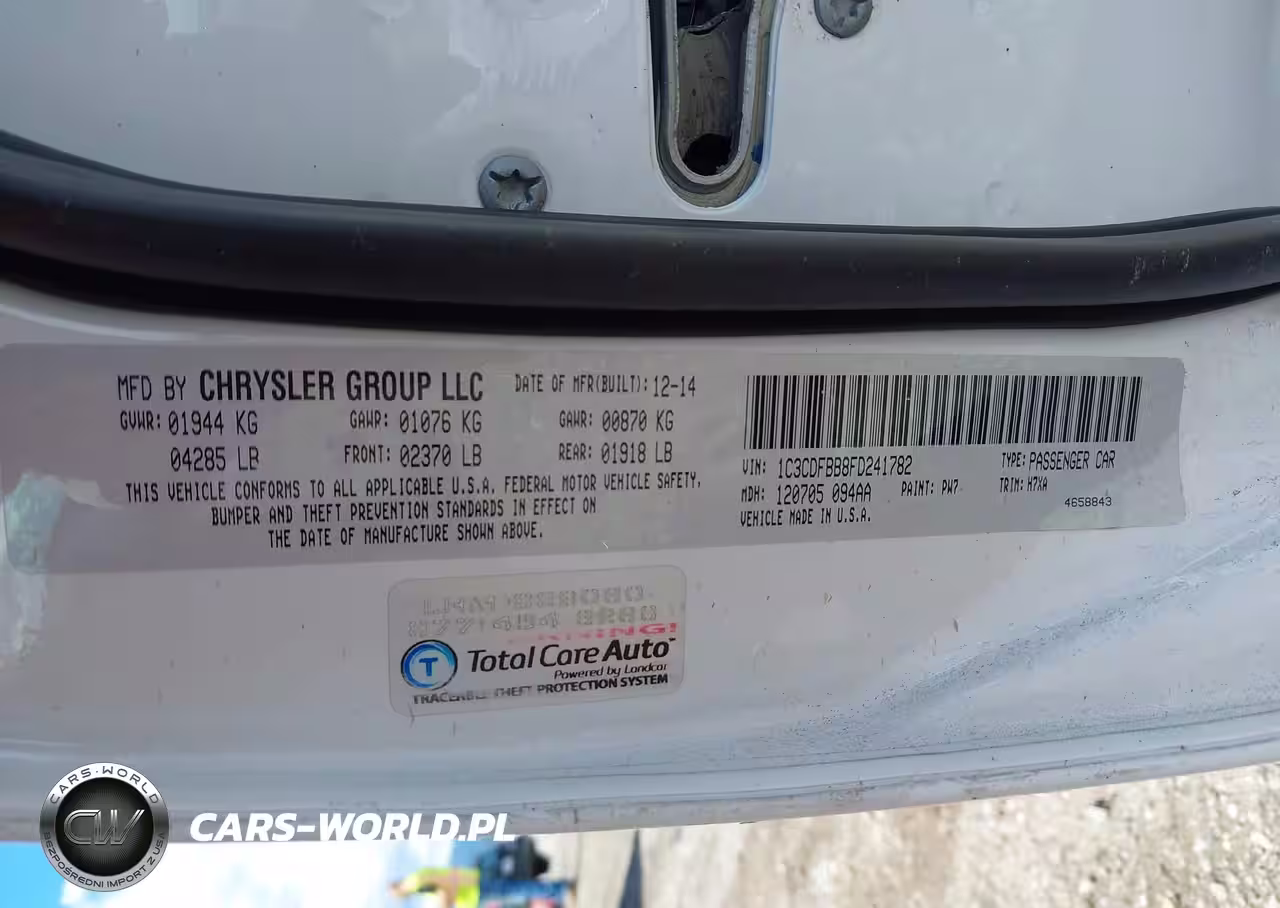 MFD BY CHRYSLER GROUP LLC DATE OF MFR(BUILT): 12-14
GVWR: 01944 KG GAWR: 01076 KG GAWR: 00870 KG
04285 LB FRONT: 02370 LB REAR: 01918 LB
THIS VEHICLE CONFORMS TO ALL APPLICABLE U.S.A. FEDERAL MOTOR VEHICLE SAFETY,
BUMPER AND THEFT PREVENTION STANDARDS IN EFFECT ON
THE DATE OF MANUFACTURE SHOWN ABOVE.
VIN: 1C3CDFBB8FD241782 TYPE: PASSENGER CAR
MDH: 120705 094AA PAINT: PW7 TRIM: H7XA
VEHICLE MADE IN U.S.A. 4658843
T Total Care Auto
Powered by Landcar
TRACEABLE THEFT PROTECTION SYSTEM
CARS-WORLD
CW
BEZPOŚREDNI IMPORT Z USA
CARS-WORLD.PL